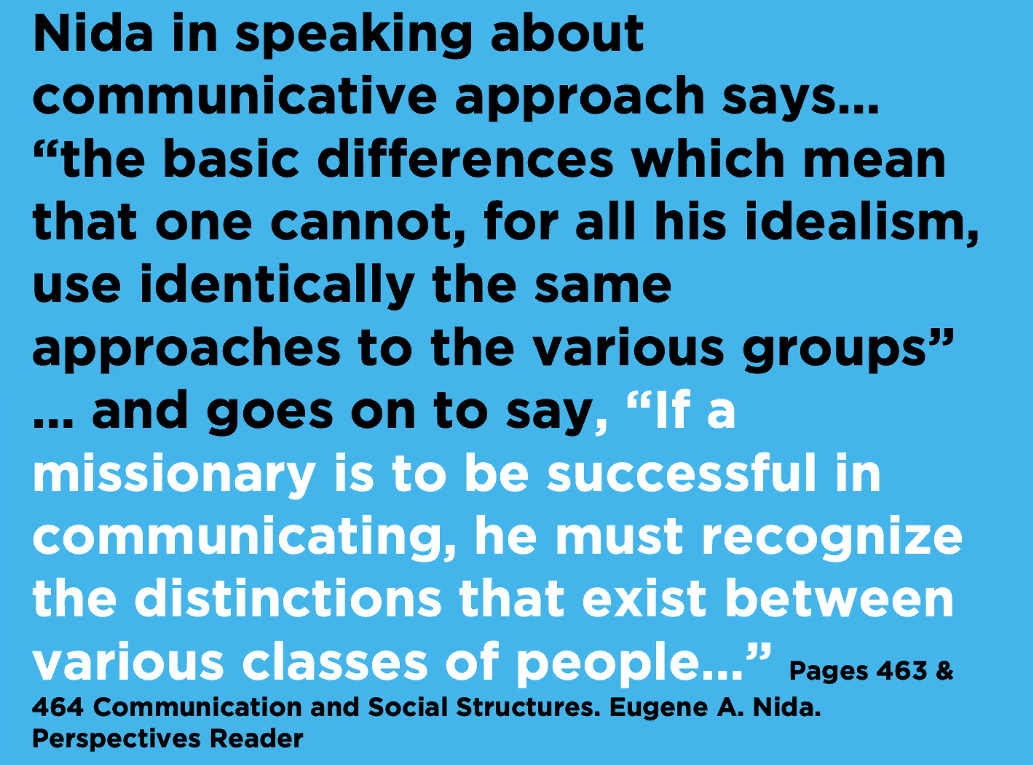 Nida in speaking about
communicative approach says...
“the basic differences which mean
that one cannot, for all his idealism,
use identically the same
approaches to the various groups”
... and goes on to say, “If a
missionary is to be successful in
communicating, he must recognize
the distinctions that exist between
various classes of people...” Pages 463 &
464 Communication and Social Structures. Eugene A. Nida.
Perspectives Reader